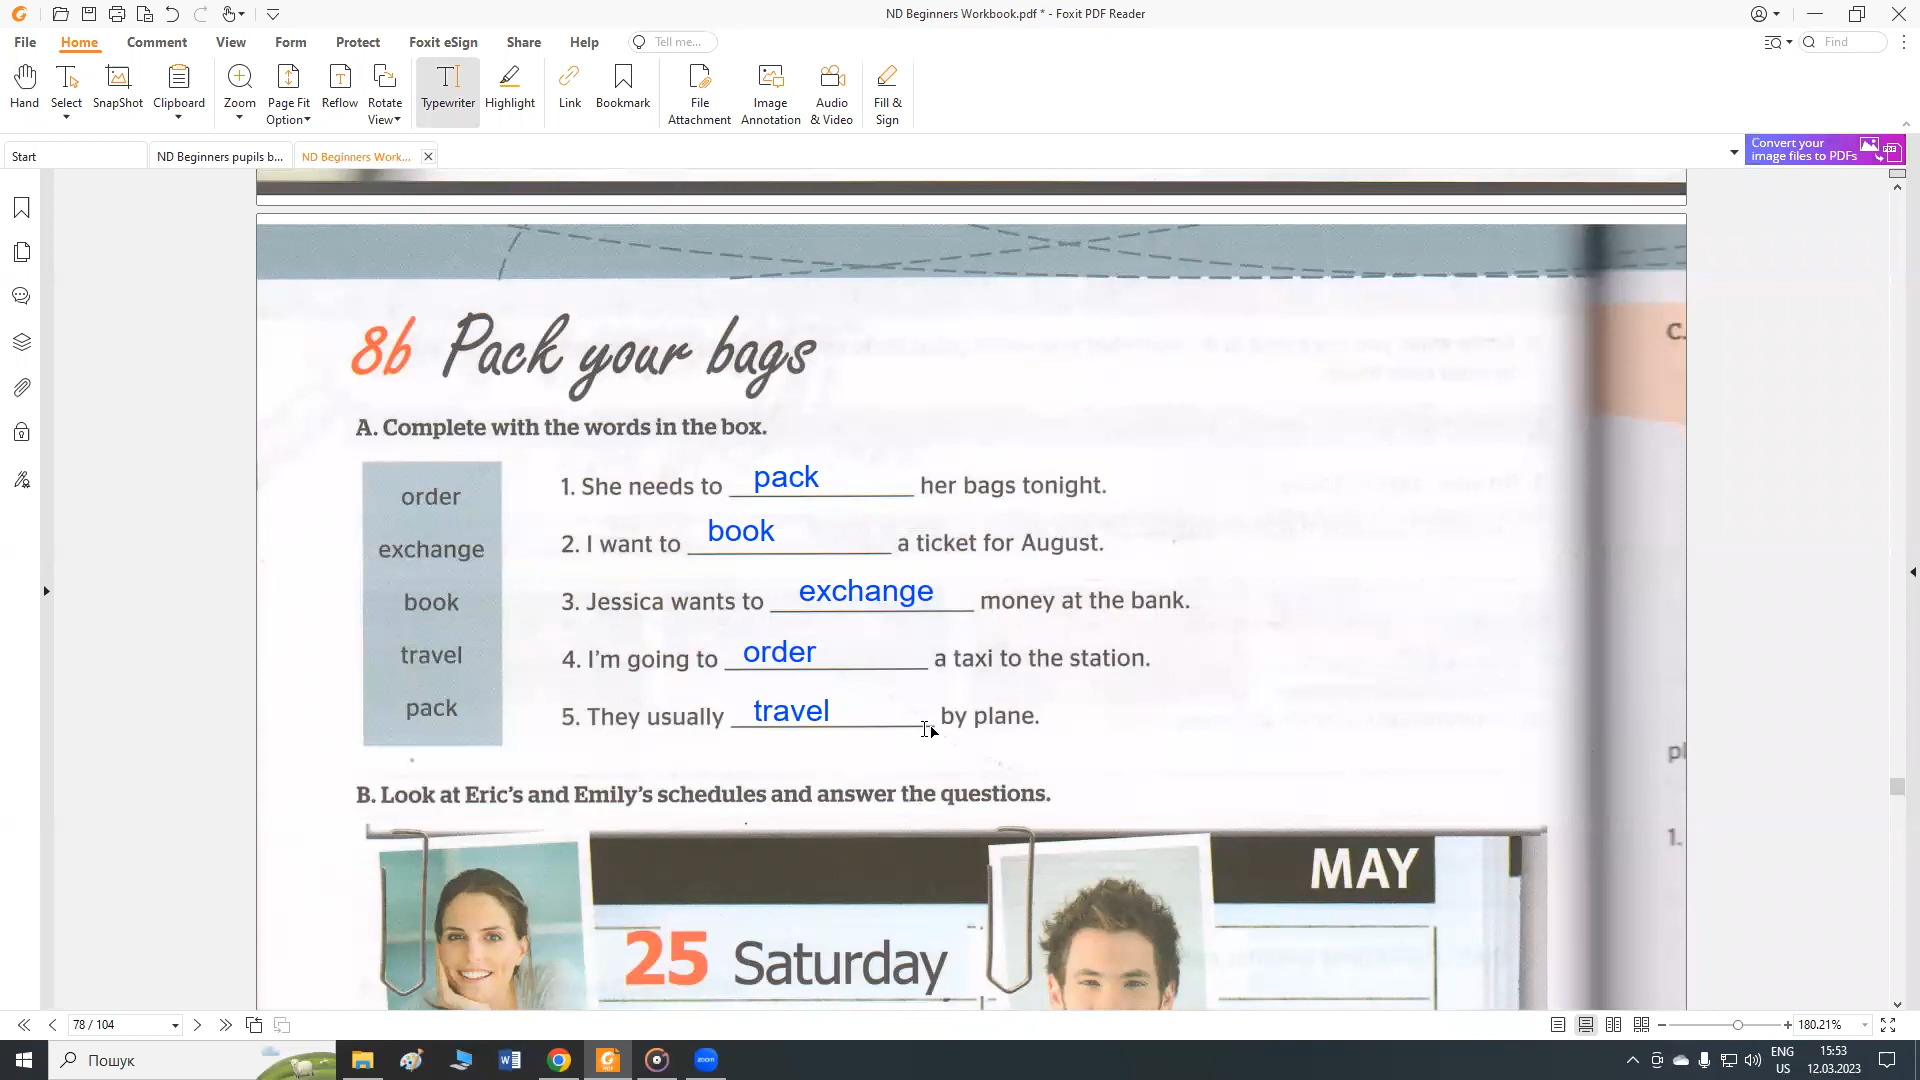 ND Beginners Workbook.pdf * - Foxit PDF Reader
File Home Comment View Form Protect Foxit eSign Share Help Tell me... Find
Hand Select SnapShot Clipboard Zoom Page Fit Option Reflow Rotate View Typewriter Highlight Link Bookmark File Attachment Image Annotation Audio & Video Fill & Sign
Start ND Beginners pupils b... ND Beginners Work...
Convert your
image files to PDFs
8b Pack your bags
A. Complete with the words in the box.
order
exchange
book
travel
pack
1. She needs to pack her bags tonight.
2. I want to book a ticket for August.
3. Jessica wants to exchange money at the bank.
4. I'm going to order a taxi to the station.
5. They usually travel by plane.
B. Look at Eric's and Emily's schedules and answer the questions.
MAY
25 Saturday
C.
pl
1.
78 / 104
180.21%
Пошук
zoom
ENG
US
15:53
12.03.2023